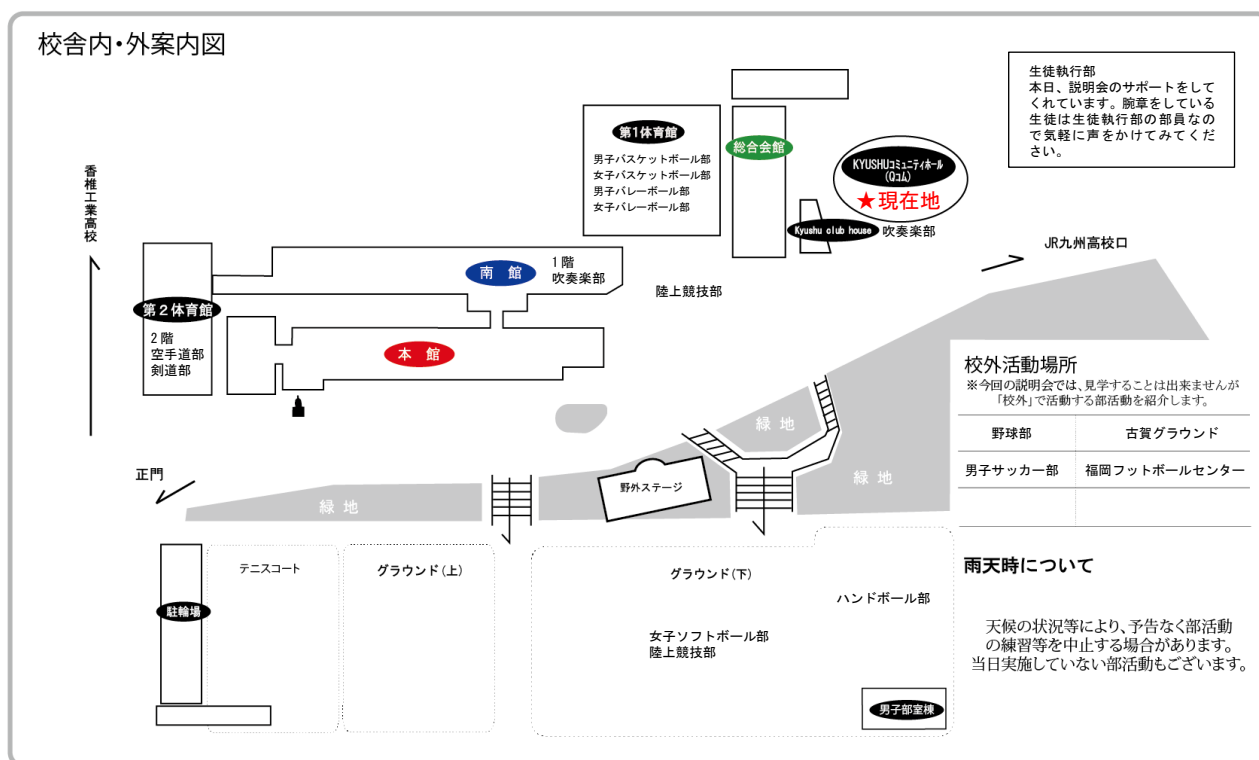 校舎内・外案内図
生徒執行部
本日、説明会のサポートをして
くれています。腕章をしている
生徒は生徒執行部の部員なの
で気軽に声をかけてみてくだ
さい。
第1体育館
男子バスケットボール部
女子バスケットボール部
男子バレーボール部
女子バレーボール部
総合会館
KYUSHUコミュニティホール
(Qコム)
★現在地
Kyushu club house 吹奏楽部
香椎工業高校
JR九州高校口
南 館
1階
吹奏楽部
陸上競技部
第2体育館
2階
空手道部
剣道部
本 館
校外活動場所
※今回の説明会では、見学することは出来ませんが
「校外」で活動する部活動を紹介します。
野球部 古賀グラウンド
男子サッカー部 福岡フットボールセンター
緑 地
正門
野外ステージ
緑 地
緑 地
テニスコート
グラウンド(上)
グラウンド(下)
ハンドボール部
駐輪場
女子ソフトボール部
陸上競技部
男子部室棟
雨天時について
天候の状況等により、予告なく部活動
の練習等を中止する場合があります。
当日実施していない部活動もございます。